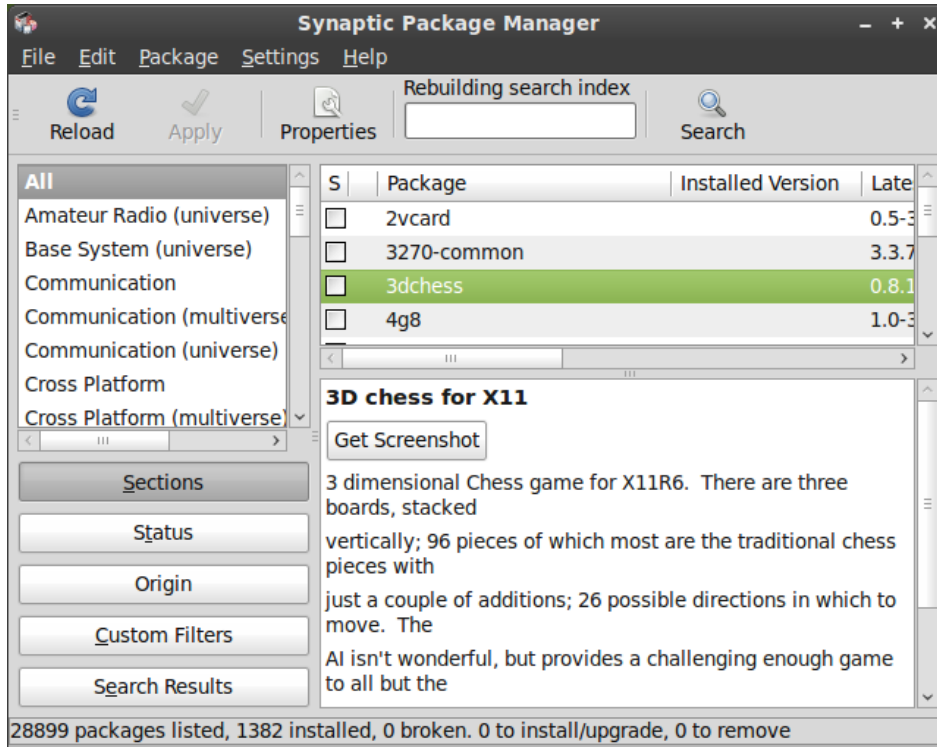 Synaptic Package Manager
File Edit Package Settings Help
Rebuilding search index
Reload Apply Properties Search
All
Amateur Radio (universe)
Base System (universe)
Communication
Communication (multiverse
Communication (universe)
Cross Platform
Cross Platform (multiverse)
S Package Installed Version Late
2vcard 0.5-3
3270-common 3.3.7
3dchess 0.8.1
4g8 1.0-3
Sections
Status
Origin
Custom Filters
Search Results
3D chess for X11
Get Screenshot
3 dimensional Chess game for X11R6. There are three
boards, stacked
vertically; 96 pieces of which most are the traditional chess
pieces with
just a couple of additions; 26 possible directions in which to
move. The
AI isn't wonderful, but provides a challenging enough game
to all but the
28899 packages listed, 1382 installed, 0 broken. 0 to install/upgrade, 0 to remove